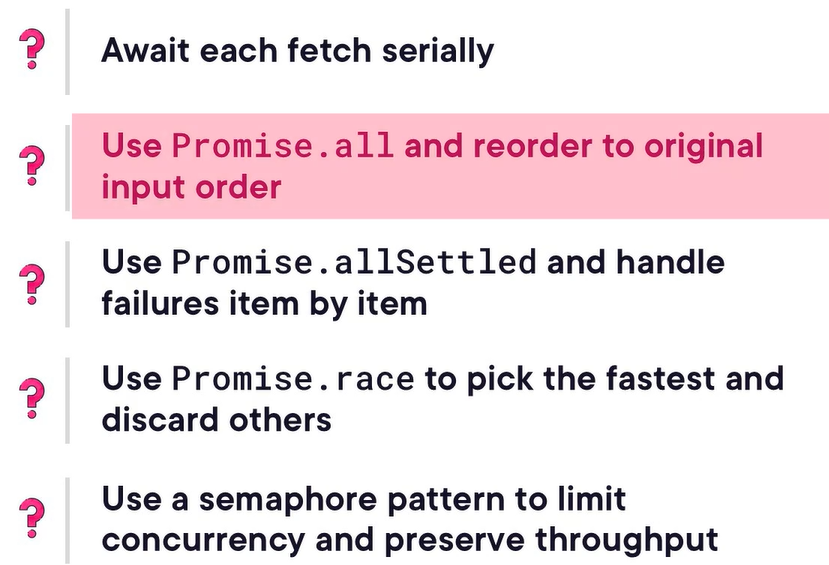 ?
Await each fetch serially
?
Use Promise.all and reorder to original
input order
?
Use Promise.allSettled and handle
failures item by item
?
Use Promise.race to pick the fastest and
discard others
?
Use a semaphore pattern to limit
concurrency and preserve throughput